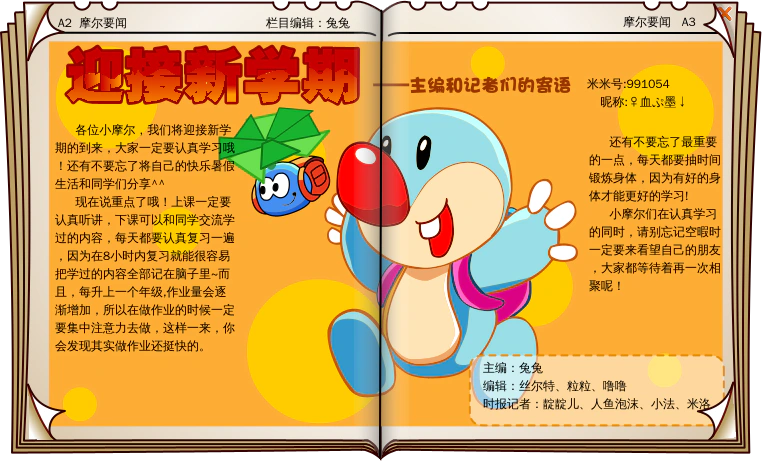 A2 摩尔要闻
栏目编辑：兔兔
摩尔要闻 A3
迎接新学期
——主编和记者们的寄语
米米号:991054
昵称:♀血ぷ墨↓
各位小摩尔，我们将迎接新学
期的到来，大家一定要认真学习哦
！还有不要忘了将自己的快乐暑假
生活和同学们分享^^
现在说重点了哦！上课一定要
认真听讲，下课可以和同学交流学
过的内容，每天都要认真复习一遍
，因为在8小时内复习就能很容易
把学过的内容全部记在脑子里~而
且，每升上一个年级,作业量会逐
渐增加，所以在做作业的时候一定
要集中注意力去做，这样一来，你
会发现其实做作业还挺快的。
还有不要忘了最重要
的一点，每天都要抽时间
锻炼身体，因为有好的身
体才能更好的学习!
小摩尔们在认真学习
的同时，请别忘记空暇时
一定要来看望自己的朋友
，大家都等待着再一次相
聚呢！
主编：兔兔
编辑：丝尔特、粒粒、噜噜
时报记者：靛靛儿、人鱼泡沫、小法、米洛